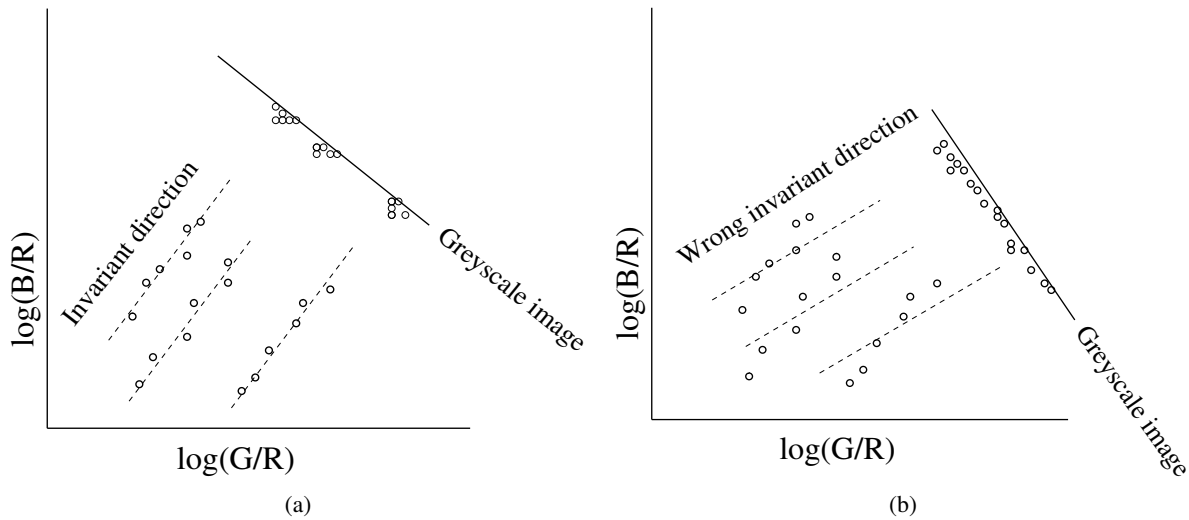 log(B/R)
Invariant direction
Greyscale image
log(G/R)
(a)
log(B/R)
Wrong invariant direction
Greyscale image
log(G/R)
(b)